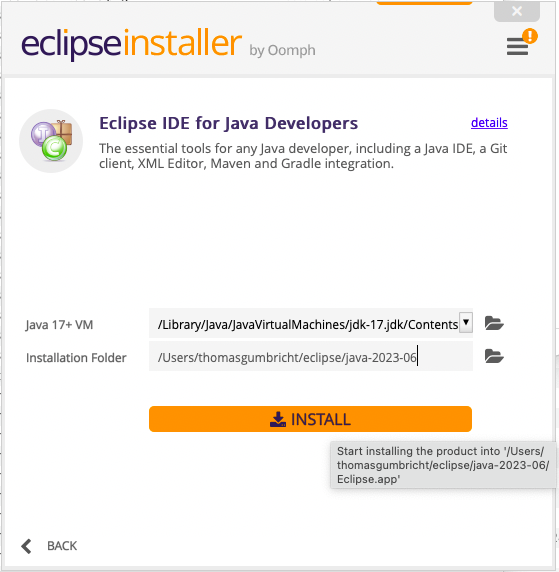 eclipse installer by Oomph
!
Eclipse IDE for Java Developers details
The essential tools for any Java developer, including a Java IDE, a Git
client, XML Editor, Maven and Gradle integration.
Java 17+ VM /Library/Java/JavaVirtualMachines/jdk-17.jdk/Contents
Installation Folder /Users/thomasgumbricht/eclipse/java-2023-06
INSTALL
Start installing the product into '/Users/
thomasgumbricht/eclipse/java-2023-06/
Eclipse.app'
BACK